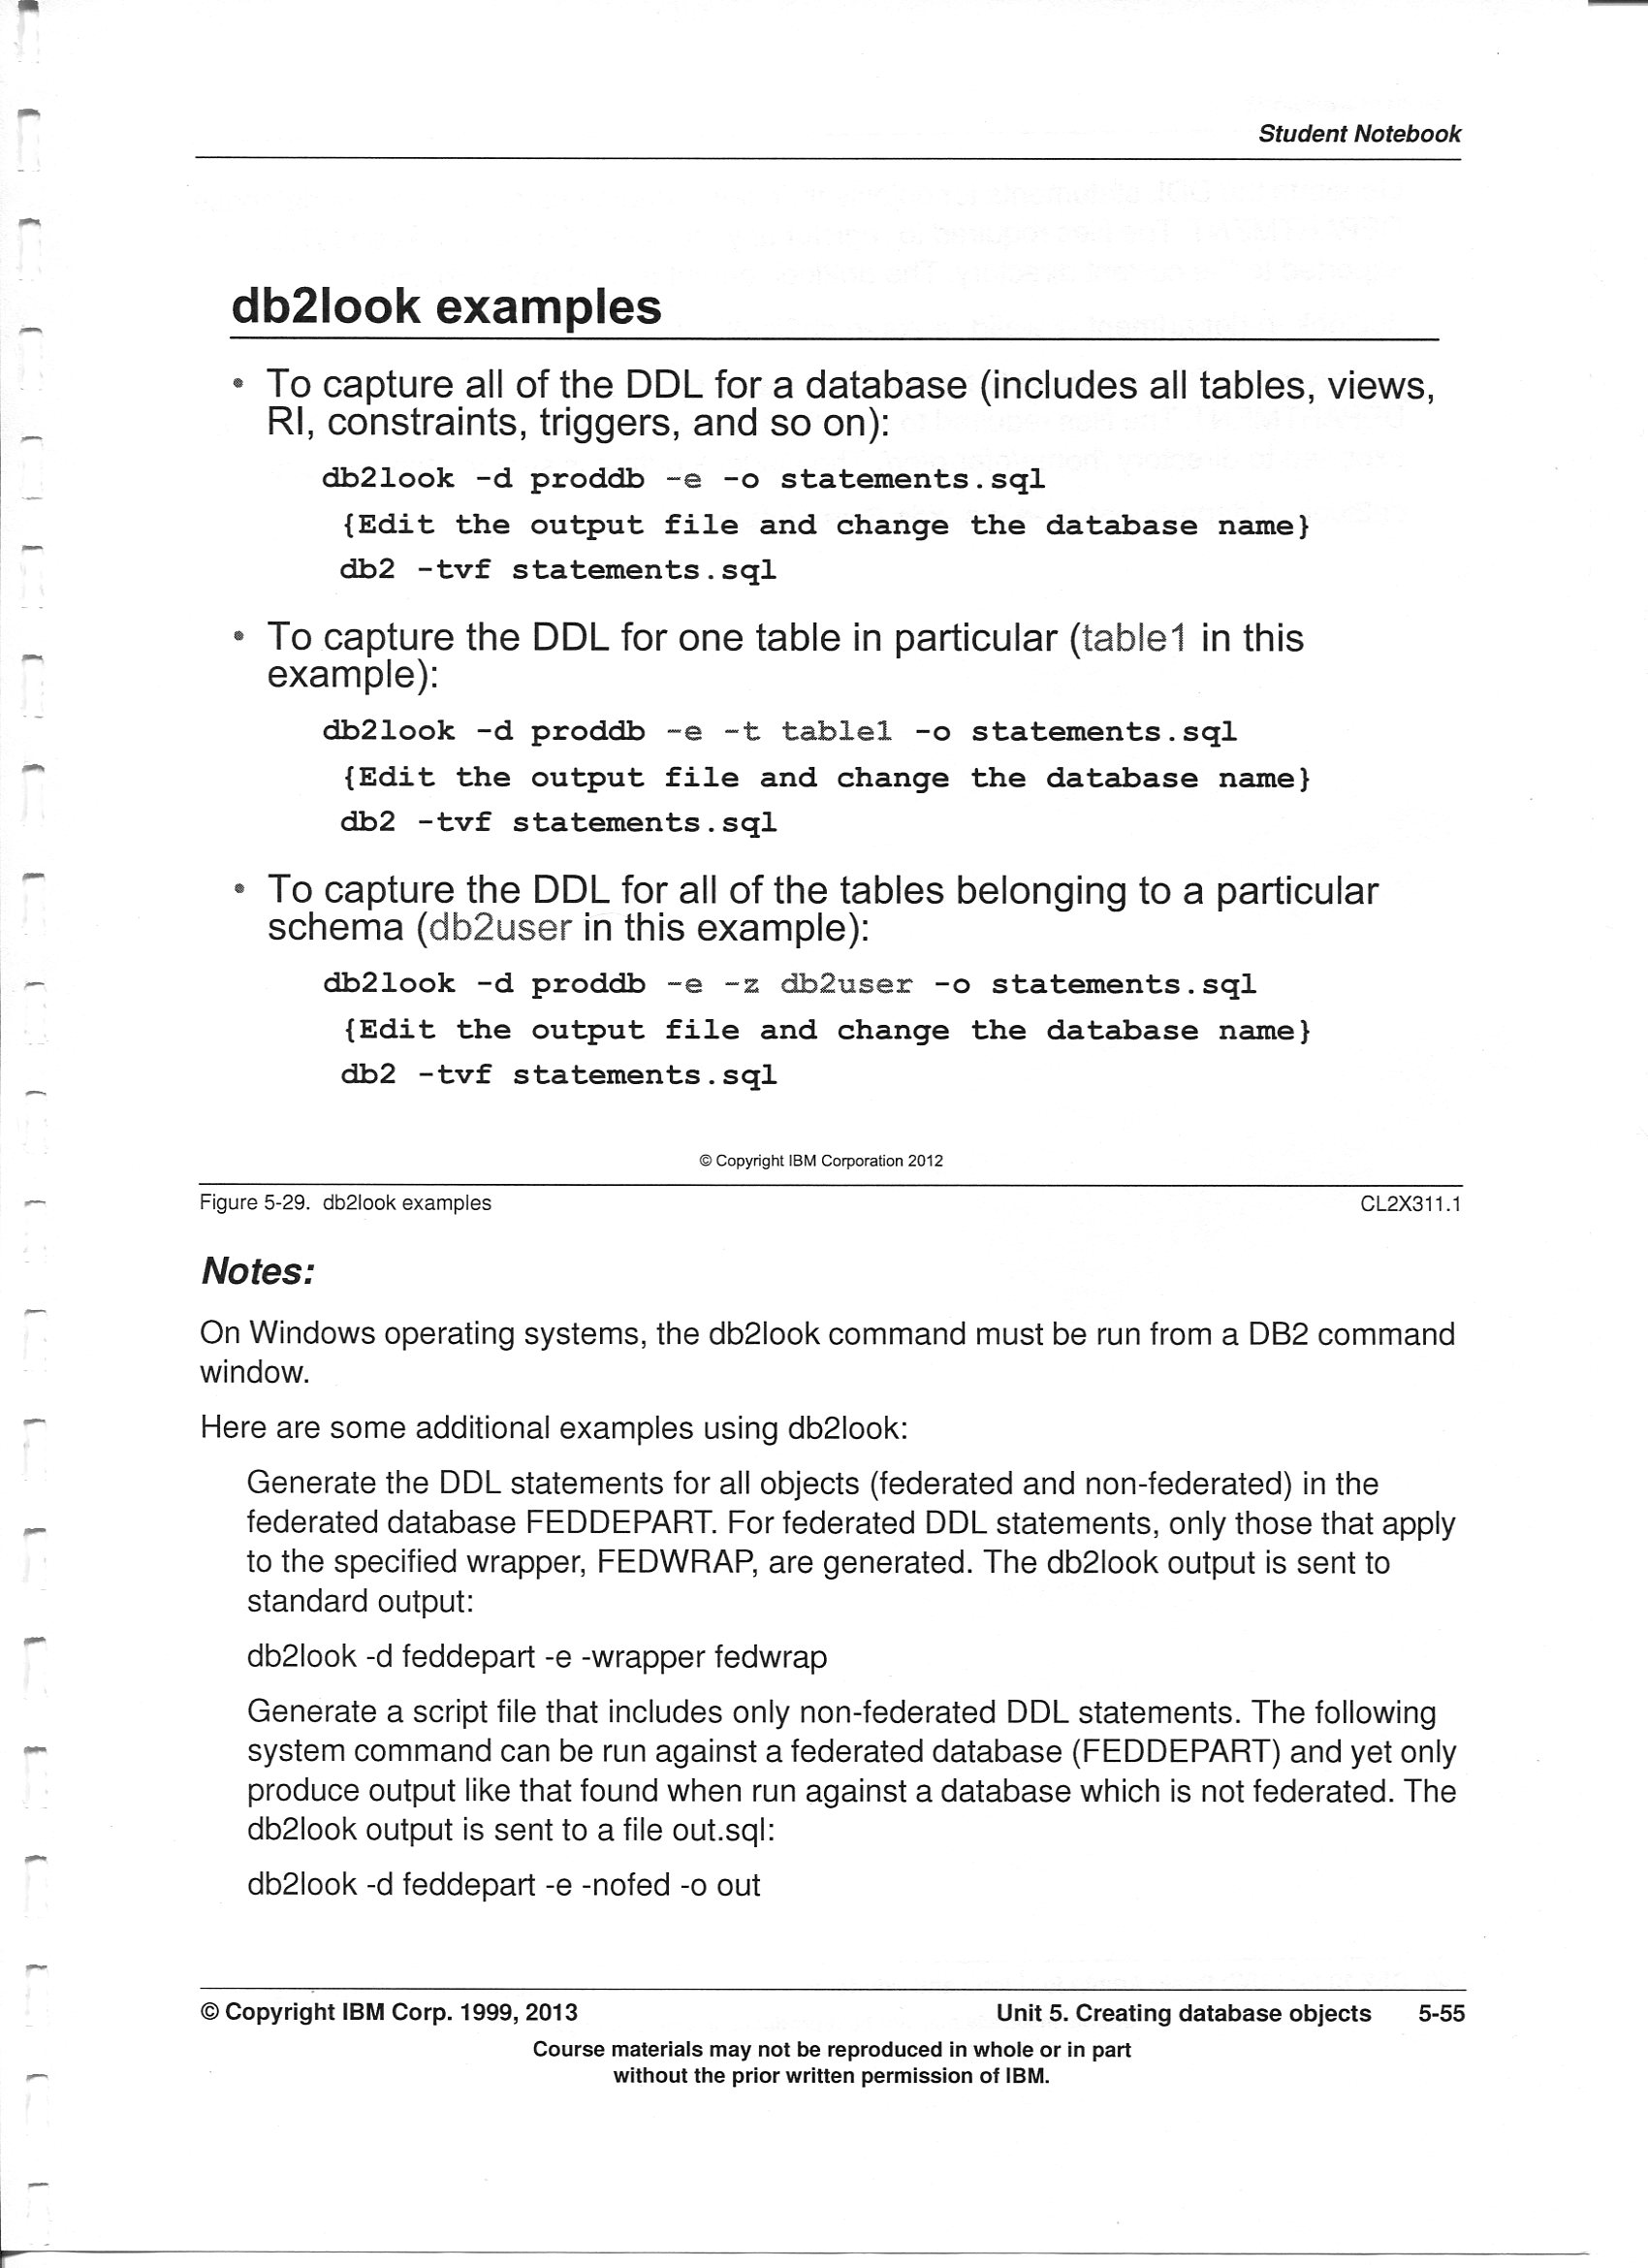 Student Notebook
db2look examples
• To capture all of the DDL for a database (includes all tables, views,
RI, constraints, triggers, and so on):
db2look -d proddb -e -o statements.sql
{Edit the output file and change the database name}
db2 -tvf statements.sql
• To capture the DDL for one table in particular (table1 in this
example):
db2look -d proddb -e -t table1 -o statements.sql
{Edit the output file and change the database name}
db2 -tvf statements.sql
• To capture the DDL for all of the tables belonging to a particular
schema (db2user in this example):
db2look -d proddb -e -z db2user -o statements.sql
{Edit the output file and change the database name}
db2 -tvf statements.sql
© Copyright IBM Corporation 2012
Figure 5-29. db2look examples CL2X311.1
Notes:
On Windows operating systems, the db2look command must be run from a DB2 command
window.
Here are some additional examples using db2look:
Generate the DDL statements for all objects (federated and non-federated) in the
federated database FEDDEPART. For federated DDL statements, only those that apply
to the specified wrapper, FEDWRAP, are generated. The db2look output is sent to
standard output:
db2look -d feddepart -e -wrapper fedwrap
Generate a script file that includes only non-federated DDL statements. The following
system command can be run against a federated database (FEDDEPART) and yet only
produce output like that found when run against a database which is not federated. The
db2look output is sent to a file out.sql:
db2look -d feddepart -e -nofed -o out
© Copyright IBM Corp. 1999, 2013 Unit 5. Creating database objects 5-55
Course materials may not be reproduced in whole or in part
without the prior written permission of IBM.